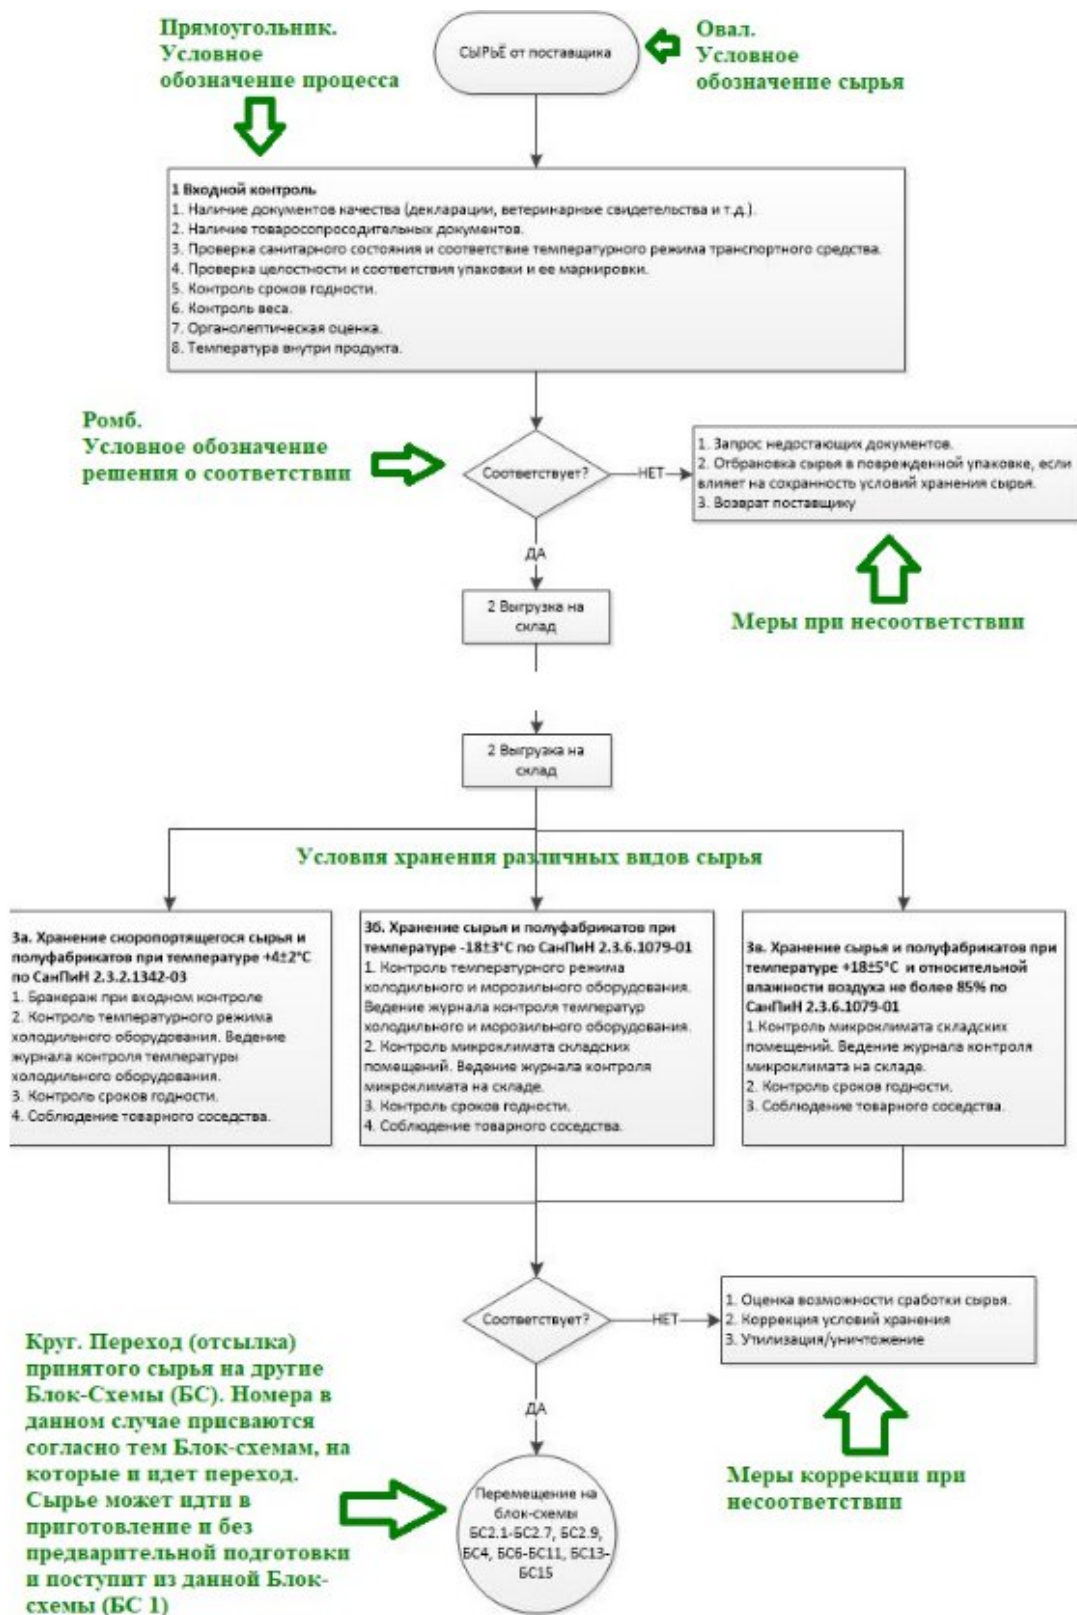 Прямоугольник.
Условное
обозначение процесса
СЫРЬЁ от поставщика
Овал.
Условное
обозначение сырья
1 Входной контроль
1. Наличие документов качества (декларации, ветеринарные свидетельства и т.д.).
2. Наличие товаросопросодительных документов.
3. Проверка санитарного состояния и соответствие температурного режима транспортного средства.
4. Проверка целостности и соответствия упаковки и ее маркировки.
5. Контроль сроков годности.
6. Контроль веса.
7. Органолептическая оценка.
8. Температура внутри продукта.
Ромб.
Условное обозначение
решения о соответствии
Соответствует?
НЕТ
1. Запрос недостающих документов.
2. Отбраковка сырья в поврежденной упаковке, если
влияет на сохранность условий хранения сырья.
3. Возврат поставщику
ДА
Меры при несоответствии
2 Выгрузка на
склад
2 Выгрузка на
склад
Условия хранения различных видов сырья
3а. Хранение скоропортящегося сырья и
полуфабрикатов при температуре +4±2°С
по СанПиН 2.3.2.1342-03
1. Бракераж при входном контроле
2. Контроль температурного режима
холодильного оборудования. Ведение
журнала контроля температуры
холодильного оборудования.
3. Контроль сроков годности.
4. Соблюдение товарного соседства.
3б. Хранение сырья и полуфабрикатов при
температуре -18±3°С по СанПиН 2.3.6.1079-01
1. Контроль температурного режима
холодильного и морозильного оборудования.
Ведение журнала контроля температур
холодильного и морозильного оборудования.
2. Контроль микроклимата складских
помещений. Ведение журнала контроля
микроклимата на складе.
3. Контроль сроков годности.
4. Соблюдение товарного соседства.
3в. Хранение сырья и полуфабрикатов при
температуре +18±5°С и относительной
влажности воздуха не более 85% по
СанПиН 2.3.6.1079-01
1.Контроль микроклимата складских
помещений. Ведение журнала контроля
микроклимата на складе.
2. Контроль сроков годности.
3. Соблюдение товарного соседства.
Соответствует?
НЕТ
1. Оценка возможности сработки сырья.
2. Коррекция условий хранения
3. Утилизация/уничтожение
ДА
Меры коррекции при
несоответствии
Круг. Переход (отсылка)
принятого сырья на другие
Блок-Схемы (БС). Номера в
данном случае присваются
согласно тем Блок-схемам, на
которые и идет переход.
Сырье может идти в
приготовление и без
предварительной подготовки
и поступит из данной Блок-
схемы (БС 1)
Перемещение на
блок-схемы
БС2.1-БС2.7, БС2.9,
БС4, БС6-БС11, БС13-
БС15